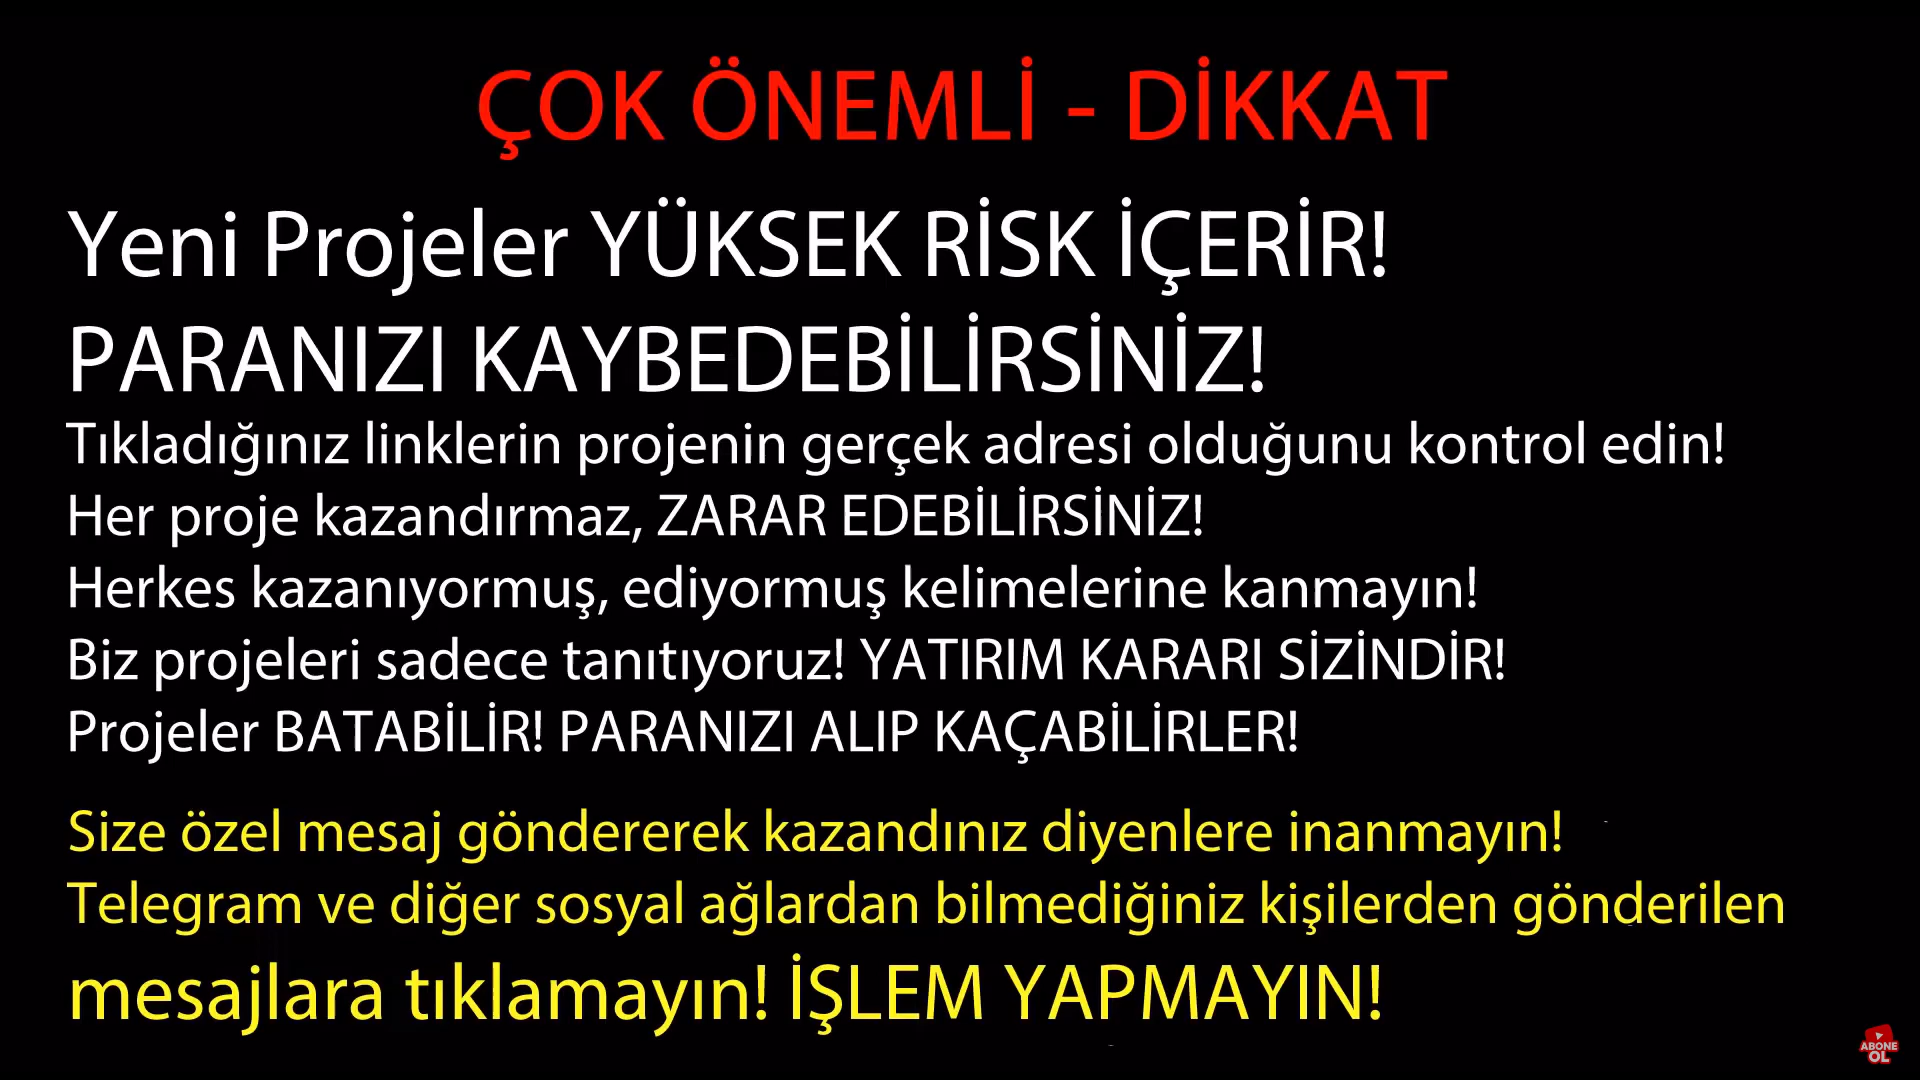 ÇOK ÖNEMLİ - DİKKAT
Yeni Projeler YÜKSEK RİSK İÇERİR!
PARANIZI KAYBEDEBİLİRSİNİZ!
Tıkladığınız linklerin projenin gerçek adresi olduğunu kontrol edin!
Her proje kazandırmaz, ZARAR EDEBİLİRSİNİZ!
Herkes kazanıyormuş, ediyormuş kelimelerine kanmayın!
Biz projeleri sadece tanıtıyoruz! YATIRIM KARARI SİZİNDİR!
Projeler BATABİLİR! PARANIZI ALIP KAÇABİLİRLER!
Size özel mesaj göndererek kazandınız diyenlere inanmayın!
Telegram ve diğer sosyal ağlardan bilmediğiniz kişilerden gönderilen
mesajlara tıklamayın! İŞLEM YAPMAYIN!
ABONE
OL